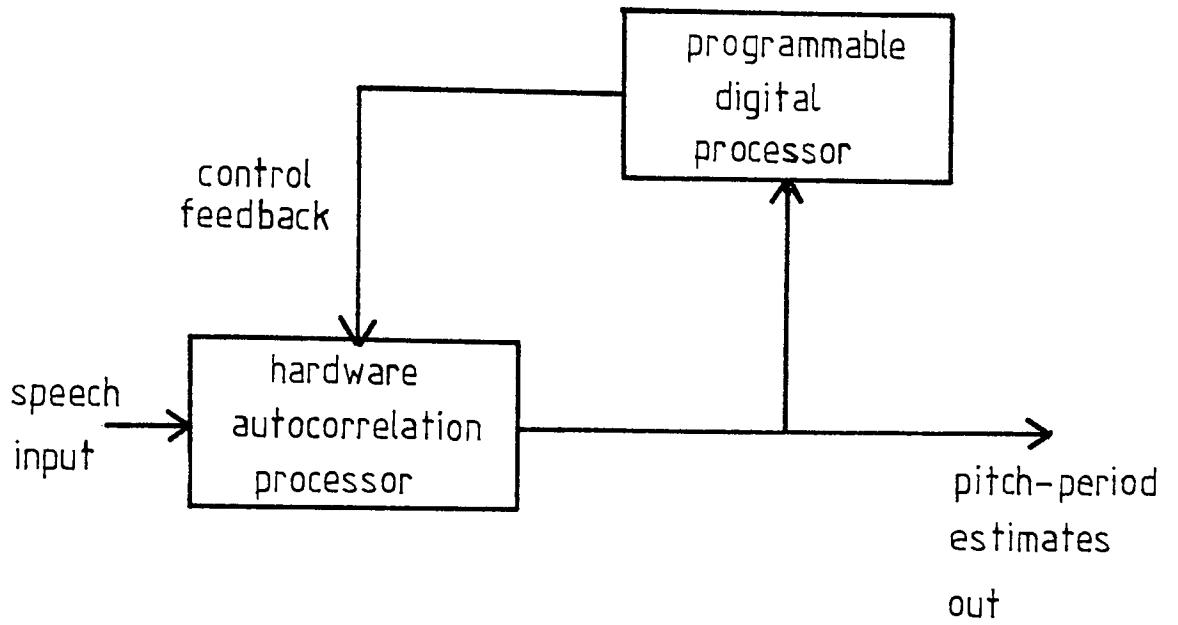 programmable
digital
processor
control
feedback
hardware
autocorrelation
processor
speech
input
pitch-period
estimates
out